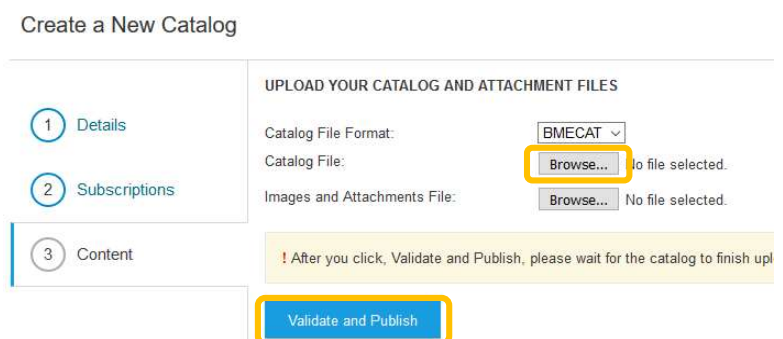 Create a New Catalog
UPLOAD YOUR CATALOG AND ATTACHMENT FILES
1 Details
Catalog File Format: BMECAT
Catalog File: Browse... No file selected.
2 Subscriptions
Images and Attachments File: Browse... No file selected.
3 Content
! After you click, Validate and Publish, please wait for the catalog to finish
Validate and Publish